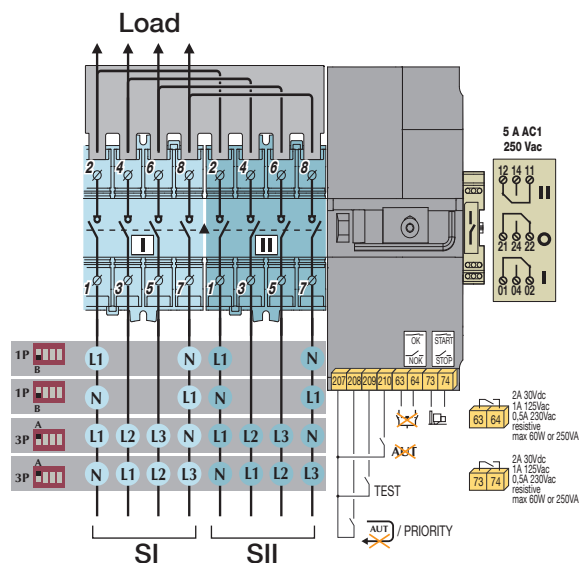 Load
2 4 6 8 2 4 6 8
I II
1 3 5 7 1 3 5 7
5 A AC1
250 Vac
12 14 11
II
21 24 22
O
01 04 02
I
OK START
NOK STOP
207 208 209 210 63 64 73 74
1P B L1 N L1 N
1P B N L1 N L1
3P A L1 L2 L3 N L1 L2 L3 N
3P A N L1 L2 L3 N L1 L2 L3
AUT
TEST
AUT / PRIORITY
63 64
2A 30Vdc
1A 125Vac
0,5A 230Vac
resistive
max 60W or 250VA
73 74
2A 30Vdc
1A 125Vac
0,5A 230Vac
resistive
max 60W or 250VA
SI SII